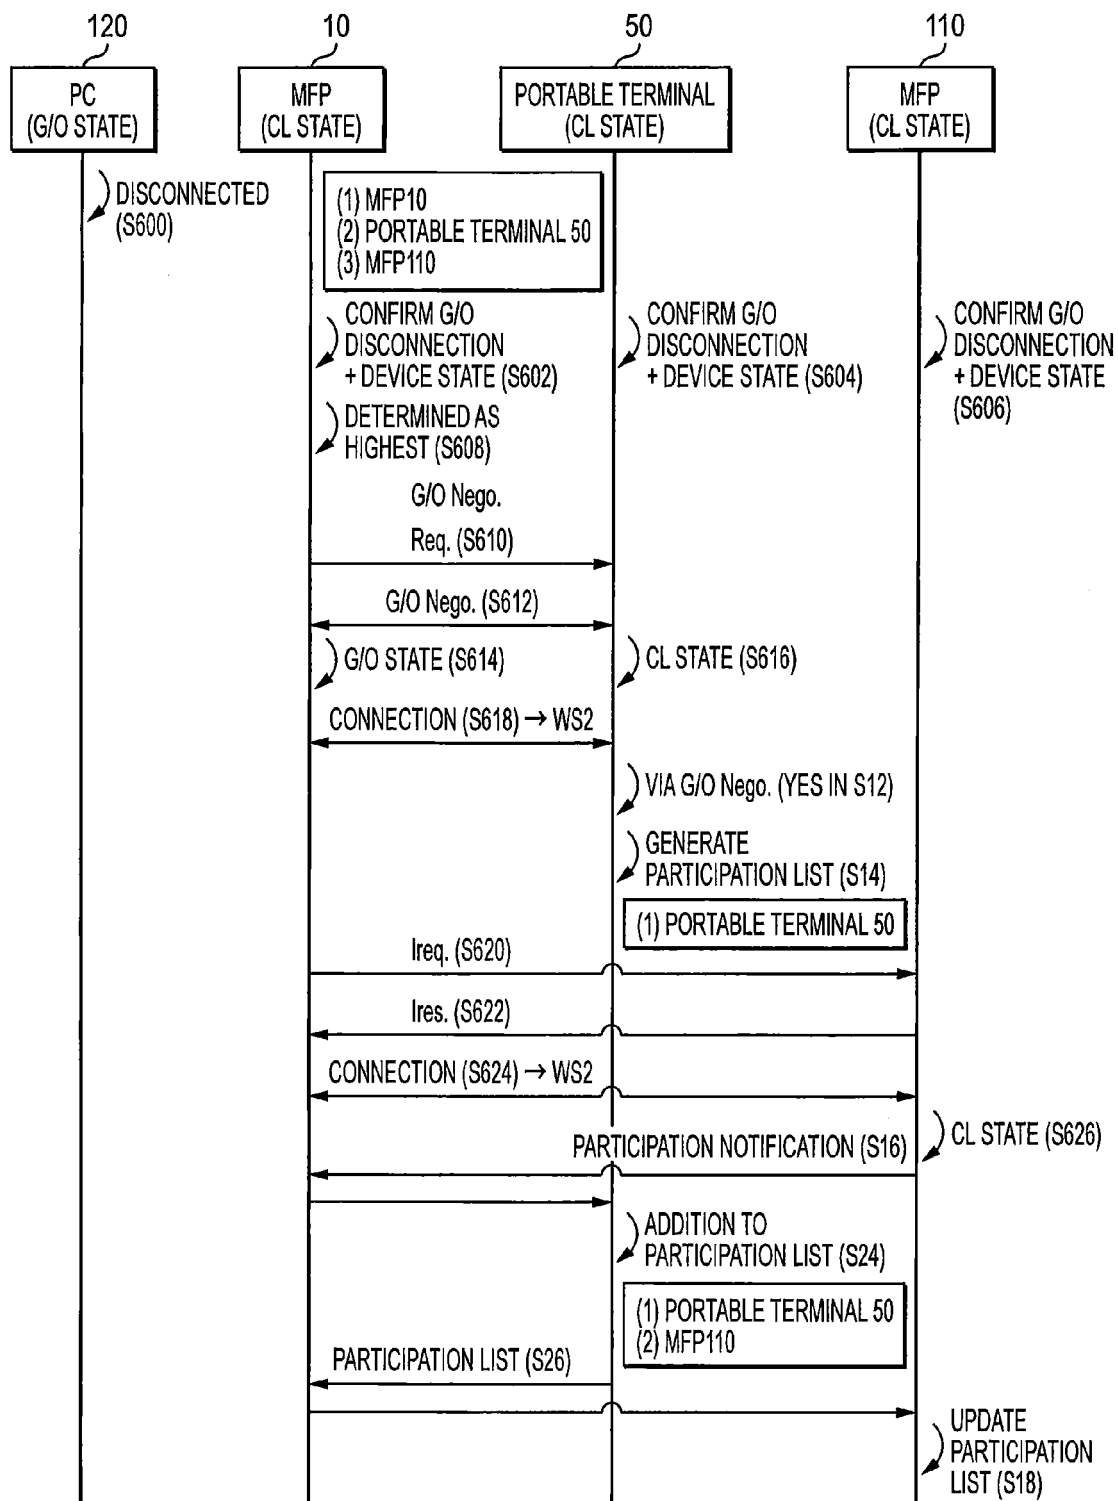 120
10
50
110
PC
(G/O STATE)
MFP
(CL STATE)
PORTABLE TERMINAL
(CL STATE)
MFP
(CL STATE)
DISCONNECTED
(S600)
(1) MFP10
(2) PORTABLE TERMINAL 50
(3) MFP110
CONFIRM G/O
DISCONNECTION
+ DEVICE STATE (S602)
CONFIRM G/O
DISCONNECTION
+ DEVICE STATE (S604)
CONFIRM G/O
DISCONNECTION
+ DEVICE STATE
(S606)
DETERMINED AS
HIGHEST (S608)
G/O Nego.
Req. (S610)
G/O Nego. (S612)
G/O STATE (S614)
CL STATE (S616)
CONNECTION (S618) → WS2
VIA G/O Nego. (YES IN S12)
GENERATE
PARTICIPATION LIST (S14)
(1) PORTABLE TERMINAL 50
Ireq. (S620)
Ires. (S622)
CONNECTION (S624) → WS2
CL STATE (S626)
PARTICIPATION NOTIFICATION (S16)
ADDITION TO
PARTICIPATION LIST (S24)
(1) PORTABLE TERMINAL 50
(2) MFP110
PARTICIPATION LIST (S26)
UPDATE
PARTICIPATION
LIST (S18)